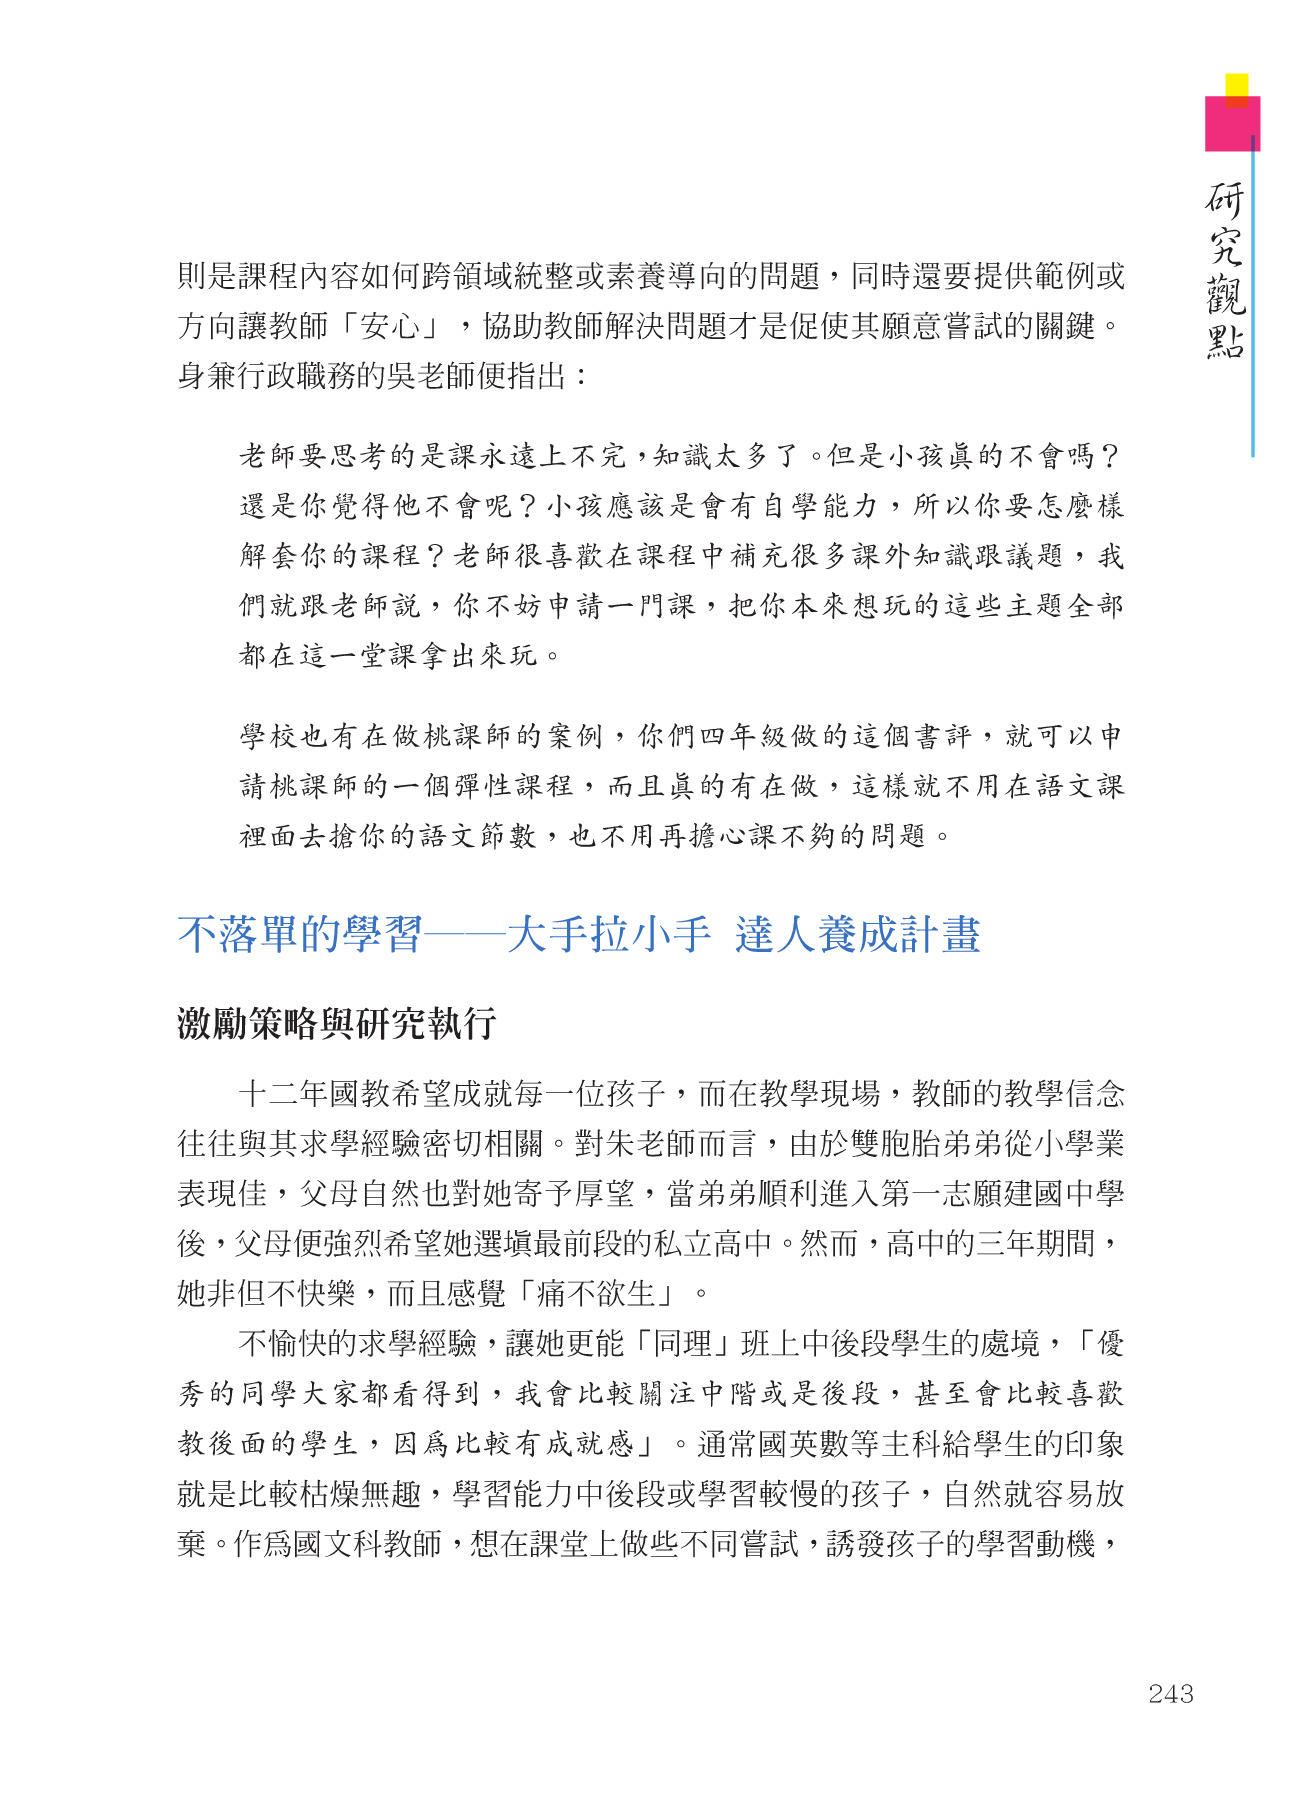 研究觀點
則是課程內容如何跨領域統整或素養導向的問題，同時還要提供範例或
方向讓教師「安心」，協助教師解決問題才是促使其願意嘗試的關鍵。
身兼行政職務的吳老師便指出：
老師要思考的是課永遠上不完，知識太多了。但是小孩真的不會嗎？
還是你覺得他不會呢？小孩應該是會有自學能力，所以你要怎麼樣
解套你的課程？老師很喜歡在課程中補充很多課外知識跟議題，我
們就跟老師說，你不妨申請一門課，把你本來想玩的這些主題全部
都在這一堂課拿出來玩。
學校也有在做桃課師的案例，你們四年級做的這個書評，就可以申
請桃課師的一個彈性課程，而且真的有在做，這樣就不用在語文課
裡面去搶你的語文節數，也不用再擔心課不夠的問題。
不落單的學習——大手拉小手 達人養成計畫
激勵策略與研究執行
十二年國教希望成就每一位孩子，而在教學現場，教師的教學信念
往往與其求學經驗密切相關。對朱老師而言，由於雙胞胎弟弟從小學業
表現佳，父母自然也對她寄予厚望，當弟弟順利進入第一志願建國中學
後，父母便強烈希望她選填最前段的私立高中。然而，高中的三年期間，
她非但不快樂，而且感覺「痛不欲生」。
不愉快的求學經驗，讓她更能「同理」班上中後段學生的處境，「優
秀的同學大家都看得到，我會比較關注中階或是後段，甚至會比較喜歡
教後面的學生，因為比較有成就感」。通常國英數等主科給學生的印象
就是比較枯燥無趣，學習能力中後段或學習較慢的孩子，自然就容易放
棄。作為國文科教師，想在課堂上做些不同嘗試，誘發孩子的學習動機，
243